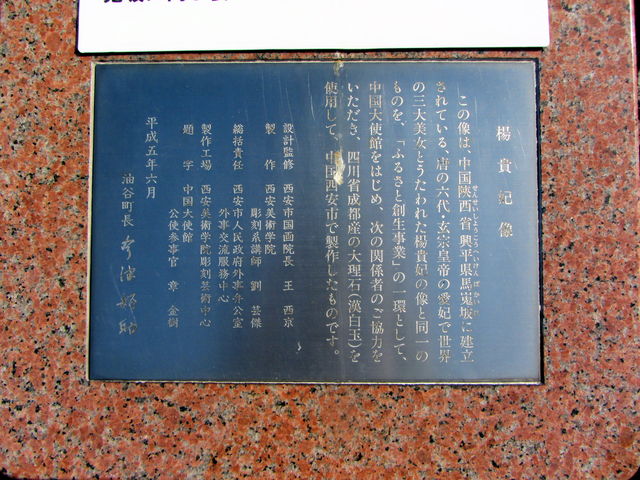 楊貴妃像
この像は、中国陝西省興平県馬嵬坡に建立
されている、唐の六代・玄宗皇帝の愛妃で世界
の三大美女とうたわれた楊貴妃の像と同一の
ものを、「ふるさと創生事業」の一環として、
中国大使館をはじめ、次の関係者のご協力を
いただき、四川省成都産の大理石(漢白玉)を
使用して、中国西安市で製作したものです。
設計監修 西安市国画院長 王 西京
製作 西安美術学院
彫刻系講師 劉 芸傑
総括責任 西安市人民政府外事弁公室
外事交流服務中心
製作工場 西安美術学院彫刻芸術中心
題字 中国大使館
公使参事官 章 金樹
平成五年六月
油谷町長